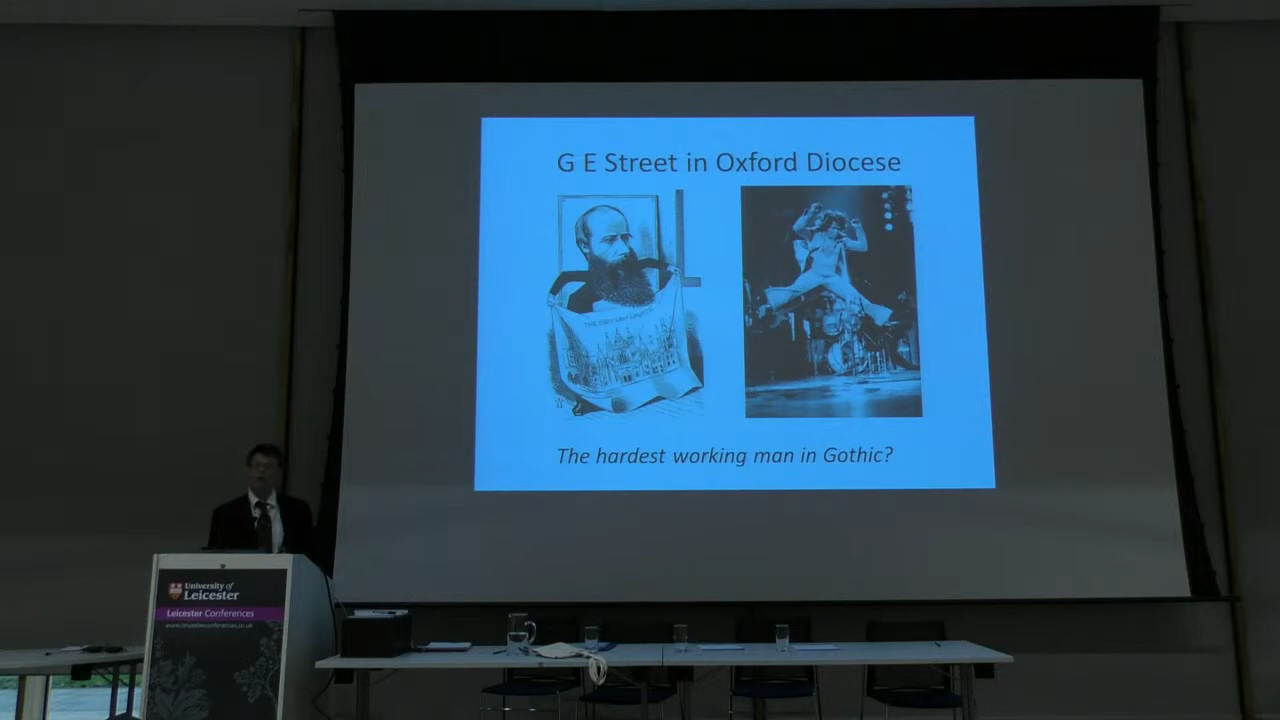 G E Street in Oxford Diocese
The hardest working man in Gothic?
University of
Leicester
Leicester Conferences